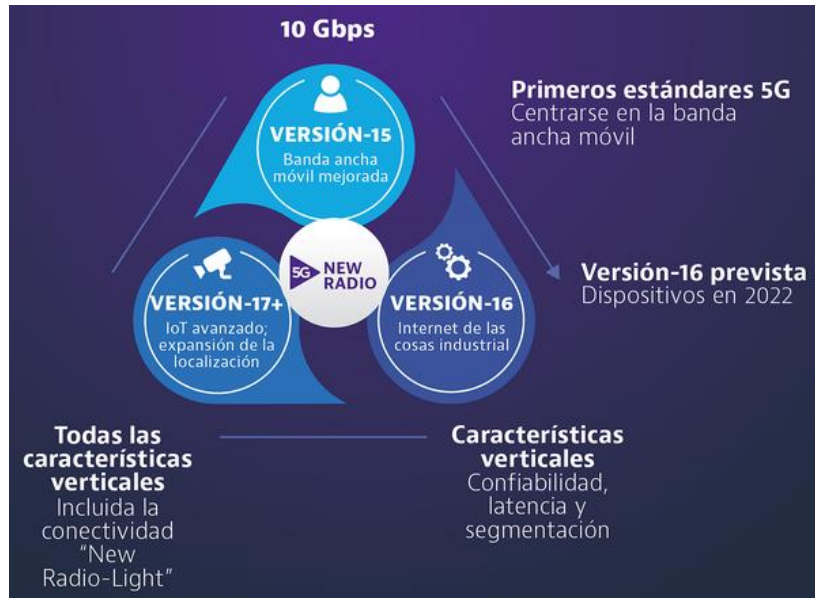 10 Gbps
VERSIÓN-15
Banda ancha
móvil mejorada
Primeros estándares 5G
Centrarse en la banda
ancha móvil
5G NEW
RADIO
VERSIÓN-17+
IoT avanzado;
expansión de la
localización
VERSIÓN-16
Internet de las
cosas industrial
Versión-16 prevista
Dispositivos en 2022
Todas las
características
verticales
Incluida la
conectividad
“New
Radio-Light”
Características
verticales
Confiabilidad,
latencia y
segmentación